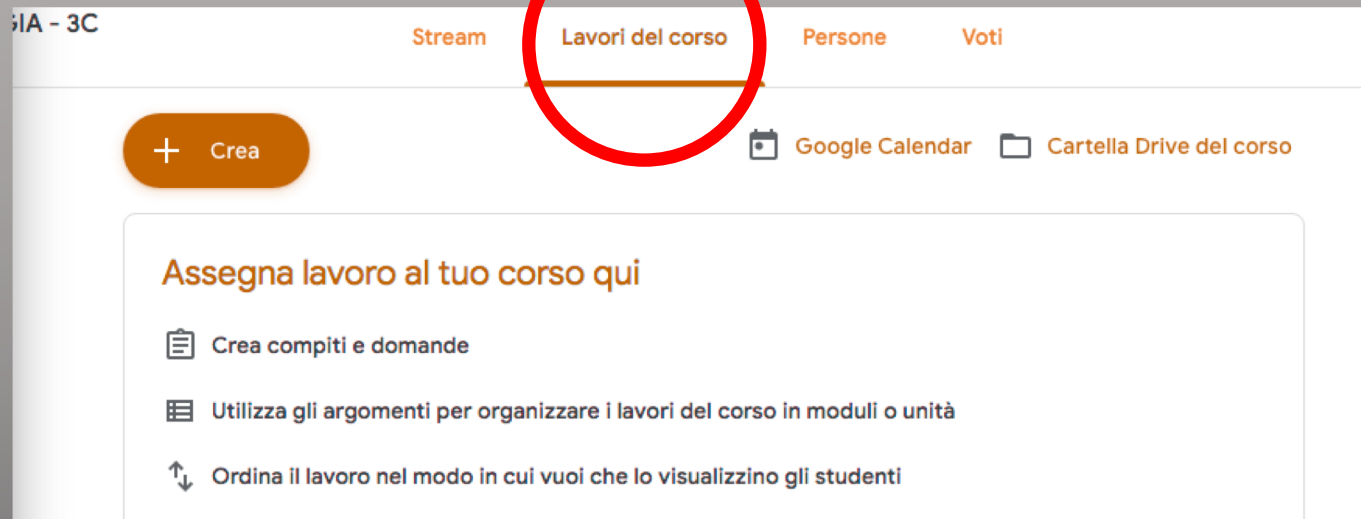 IA - 3C
Stream Lavori del corso Persone Voti
Crea
Google Calendar Cartella Drive del corso
Assegna lavoro al tuo corso qui
Crea compiti e domande
Utilizza gli argomenti per organizzare i lavori del corso in moduli o unità
Ordina il lavoro nel modo in cui vuoi che lo visualizzino gli studenti